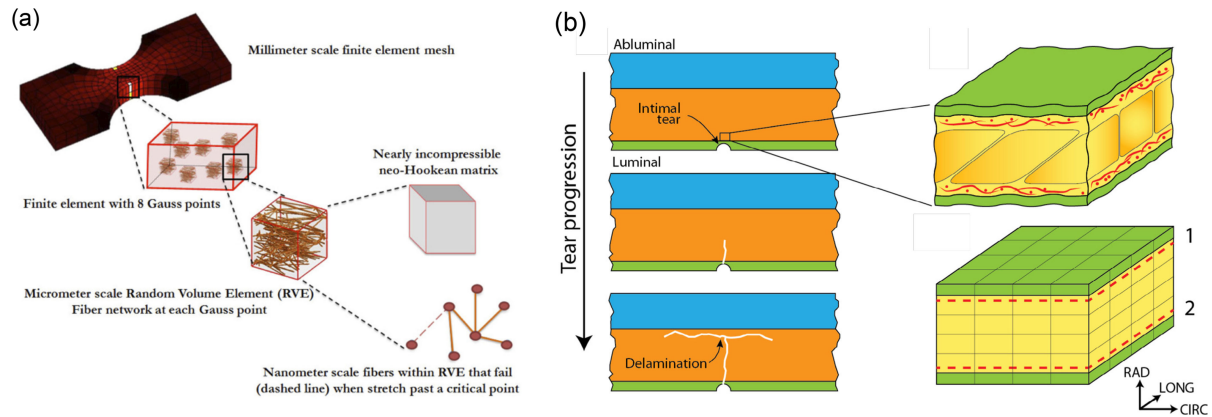 (a)
Millimeter scale finite element mesh
Finite element with 8 Gauss points
Nearly incompressible
neo-Hookean matrix
Micrometer scale Random Volume Element (RVE)
Fiber network at each Gauss point
Nanometer scale fibers within RVE that fail
(dashed line) when stretch past a critical point
(b)
Abluminal
Intimal
tear
Luminal
Tear progression
Delamination
1
2
RAD
LONG
CIRC